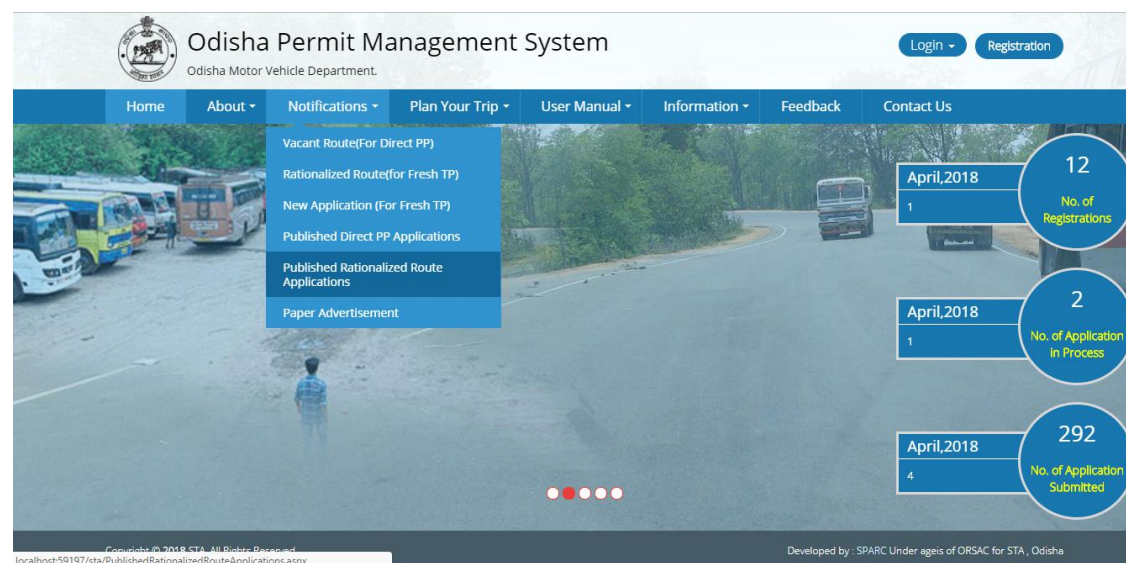 Odisha Permit Management System
Odisha Motor Vehicle Department.
Login
Registration
Home About Notifications Plan Your Trip User Manual Information Feedback Contact Us
Vacant Route(For Direct PP)
Rationalized Route(for Fresh TP)
New Application (For Fresh TP)
Published Direct PP Applications
Published Rationalized Route
Applications
Paper Advertisement
April,2018
1
12
No. of
Registrations
April,2018
1
2
No. of Application
in Process
April,2018
4
292
No. of Application
Submitted
Copyright © 2018 STA. All Rights Reserved
Developed by : SPARC Under ageis of ORSAC for STA , Odisha
localhost:59197/sta/PublishedRationalizedRouteApplications.aspx